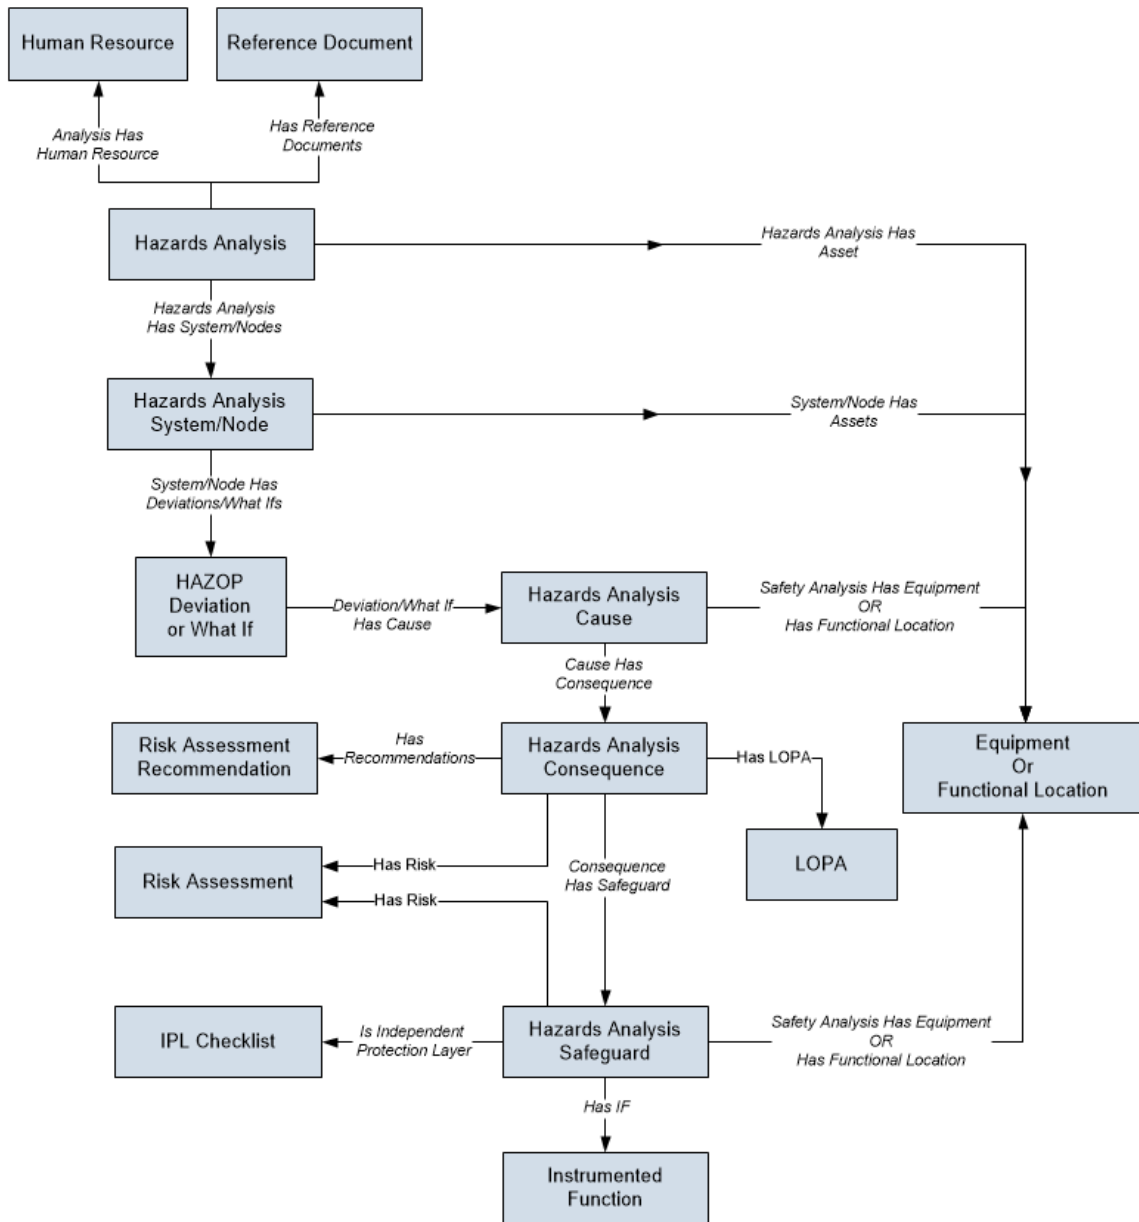 Human Resource
Reference Document
Analysis Has
Human Resource
Has Reference
Documents
Hazards Analysis
Hazards Analysis Has
Asset
Hazards Analysis
Has System/Nodes
Hazards Analysis
System/Node
System/Node Has
Assets
System/Node Has
Deviations/What Ifs
HAZOP
Deviation
or What If
Deviation/What If
Has Cause
Hazards Analysis
Cause
Safety Analysis Has Equipment
OR
Has Functional Location
Cause Has
Consequence
Risk Assessment
Recommendation
Has
Recommendations
Hazards Analysis
Consequence
Has LOPA
Equipment
Or
Functional Location
LOPA
Risk Assessment
Has Risk
Has Risk
Consequence
Has Safeguard
IPL Checklist
Is Independent
Protection Layer
Hazards Analysis
Safeguard
Safety Analysis Has Equipment
OR
Has Functional Location
Has IF
Instrumented
Function